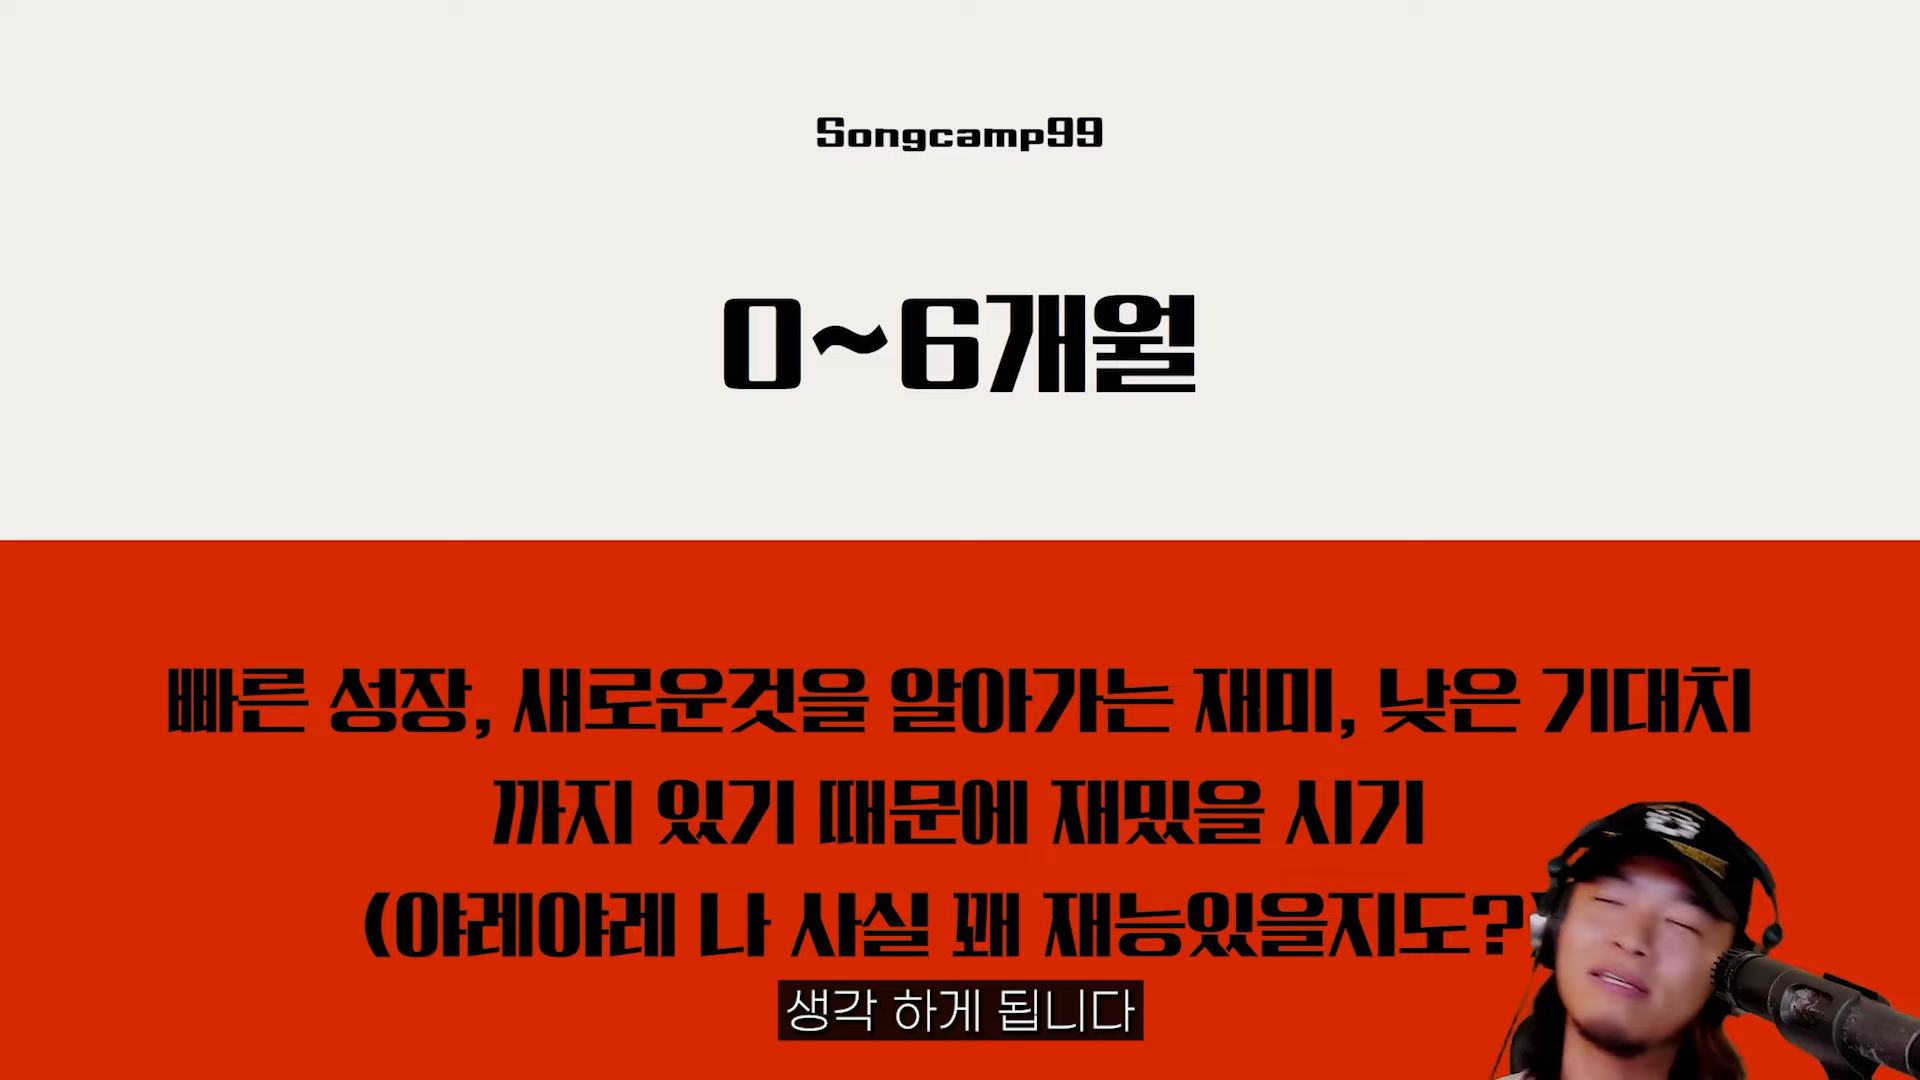 Songcamp99
0~6개월
빠른 성장, 새로운것을 알아가는 재미, 낮은 기대치
까지 있기 때문에 재밌을 시기
(야레야레 나 사실 꽤 재능있을지도?)
생각 하게 됩니다